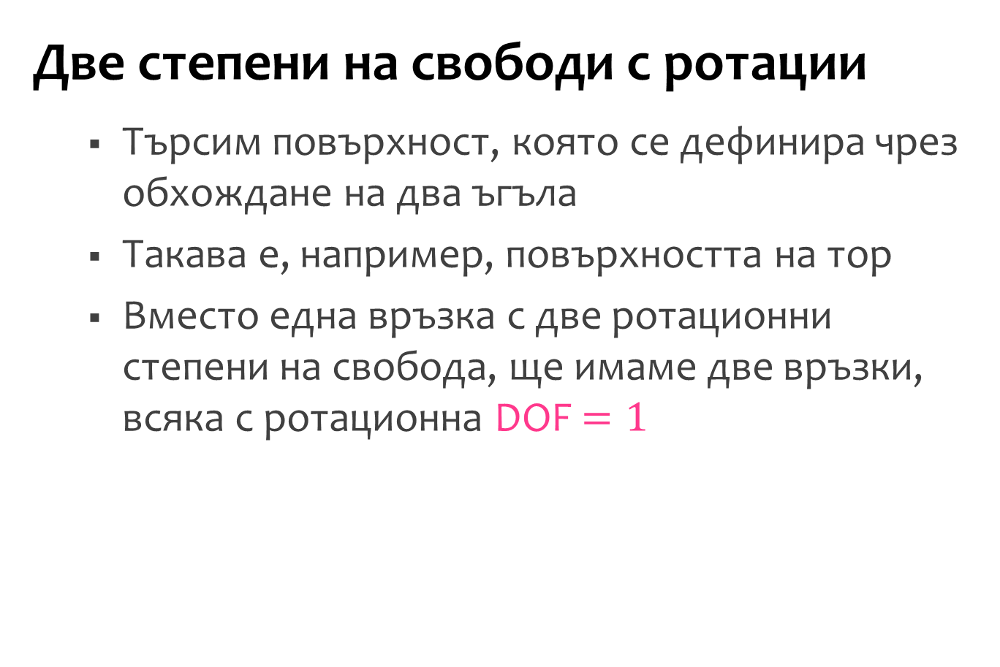 Две степени на свободи с ротации
▪ Търсим повърхност, която се дефинира чрез
обхождане на два ъгъла
▪ Такава е, например, повърхността на тор
▪ Вместо една връзка с две ротационни
степени на свобода, ще имаме две връзки,
всяка с ротационна DOF = 1